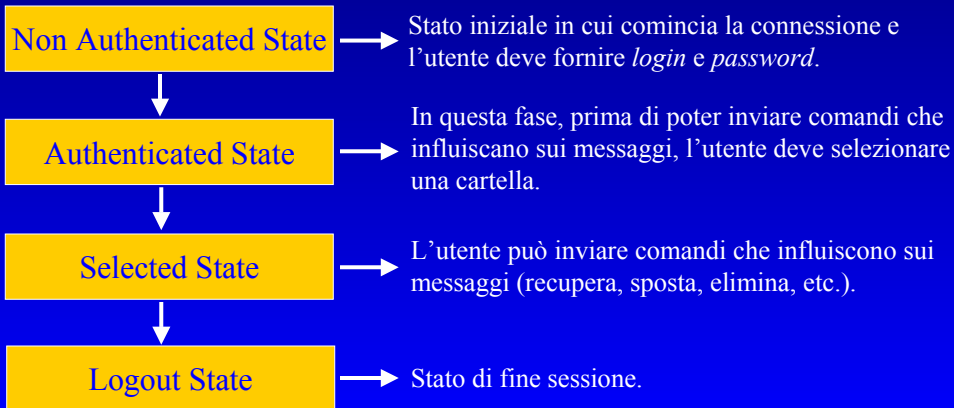 Non Authenticated State
Stato iniziale in cui comincia la connessione e
l’utente deve fornire login e password.
Authenticated State
In questa fase, prima di poter inviare comandi che
influiscano sui messaggi, l’utente deve selezionare
una cartella.
Selected State
L’utente può inviare comandi che influiscono sui
messaggi (recupera, sposta, elimina, etc.).
Logout State
Stato di fine sessione.